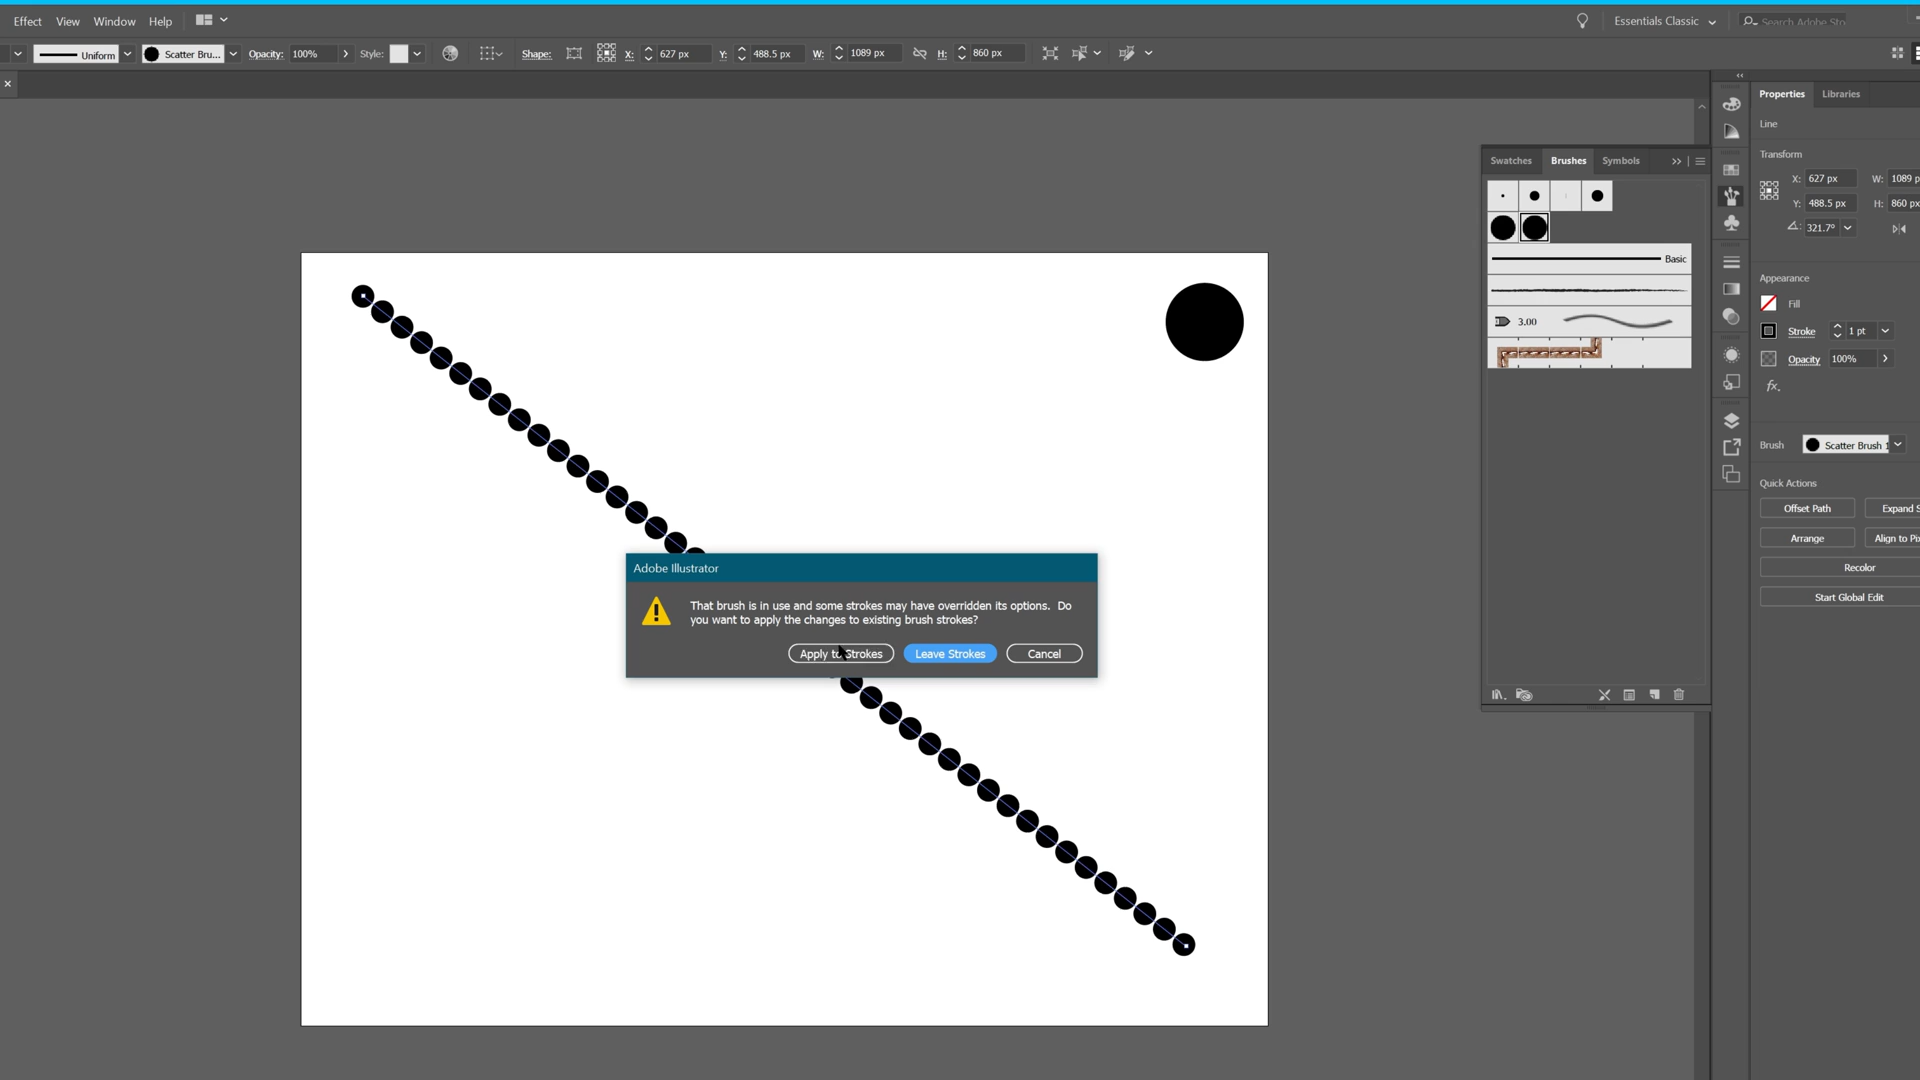 Effect View Window Help Essentials Classic Search Adobe Sto
Uniform Scatter Bru... Opacity: 100% Style: Shape: X: 627 px Y: 488.5 px W: 1089 px H: 860 px
Properties Libraries
Line
Transform
X: 627 px W: 1089 p
Y: 488.5 px H: 860 px
321.7°
Appearance
Fill
Stroke 1 pt
Opacity 100%
fx.
Brush Scatter Brush 1
Quick Actions
Offset Path Expand S
Arrange Align to Pix
Recolor
Start Global Edit
Swatches Brushes Symbols
Basic
3.00
Adobe Illustrator
That brush is in use and some strokes may have overridden its options. Do
you want to apply the changes to existing brush strokes?
Apply to Strokes Leave Strokes Cancel